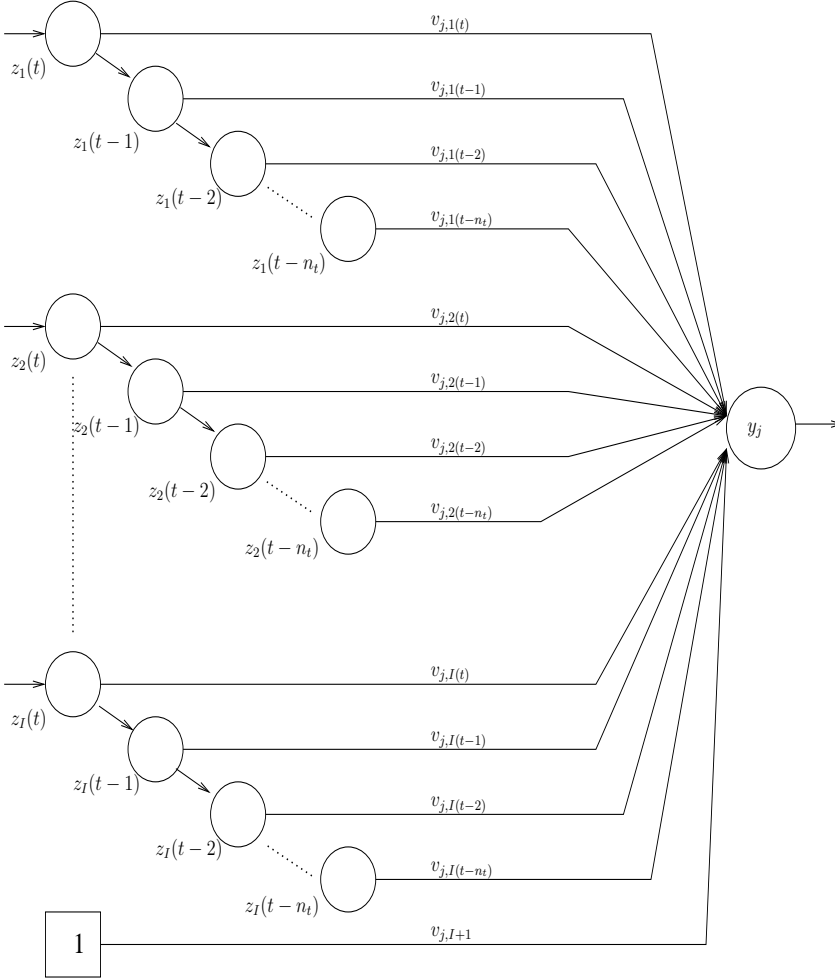 v_{j,1(t)}
z_1(t)
v_{j,1(t−1)}
z_1(t − 1)
v_{j,1(t−2)}
z_1(t − 2)
v_{j,1(t−n_t)}
z_1(t − n_t)
v_{j,2(t)}
z_2(t)
v_{j,2(t−1)}
z_2(t − 1)
y_j
v_{j,2(t−2)}
z_2(t − 2)
v_{j,2(t−n_t)}
z_2(t − n_t)
v_{j,I(t)}
z_I(t)
v_{j,I(t−1)}
z_I(t − 1)
v_{j,I(t−2)}
z_I(t − 2)
v_{j,I(t−n_t)}
z_I(t − n_t)
1
v_{j,I+1}